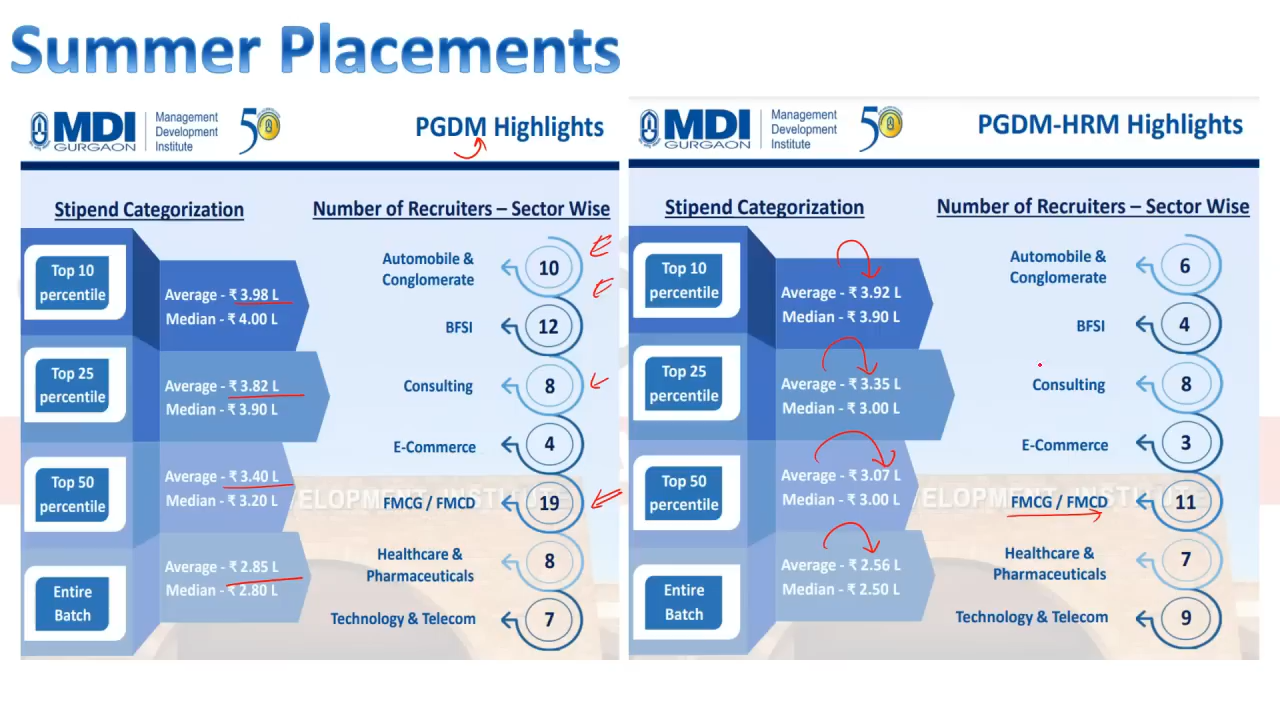 Summer Placements
MDI
GURGAON
Management
Development
Institute
50
PGDM Highlights
Stipend Categorization
Number of Recruiters – Sector Wise
Top 10
percentile
Average - ₹ 3.98 L
Median - ₹ 4.00 L
Top 25
percentile
Average - ₹ 3.82 L
Median - ₹ 3.90 L
Top 50
percentile
Average - ₹ 3.40 L
Median - ₹ 3.20 L
Entire
Batch
Average - ₹ 2.85 L
Median - ₹ 2.80 L
Automobile &
Conglomerate
10
BFSI
12
Consulting
8
E-Commerce
4
FMCG / FMCD
19
Healthcare &
Pharmaceuticals
8
Technology & Telecom
7
ELOPMENT INSTITUTE
MDI
GURGAON
Management
Development
Institute
50
PGDM-HRM Highlights
Stipend Categorization
Number of Recruiters – Sector Wise
Top 10
percentile
Average - ₹ 3.92 L
Median - ₹ 3.90 L
Top 25
percentile
Average - ₹ 3.35 L
Median - ₹ 3.00 L
Top 50
percentile
Average - ₹ 3.07 L
Median - ₹ 3.00 L
Entire
Batch
Average - ₹ 2.56 L
Median - ₹ 2.50 L
Automobile &
Conglomerate
6
BFSI
4
Consulting
8
E-Commerce
3
FMCG / FMCD
11
Healthcare &
Pharmaceuticals
7
Technology & Telecom
9